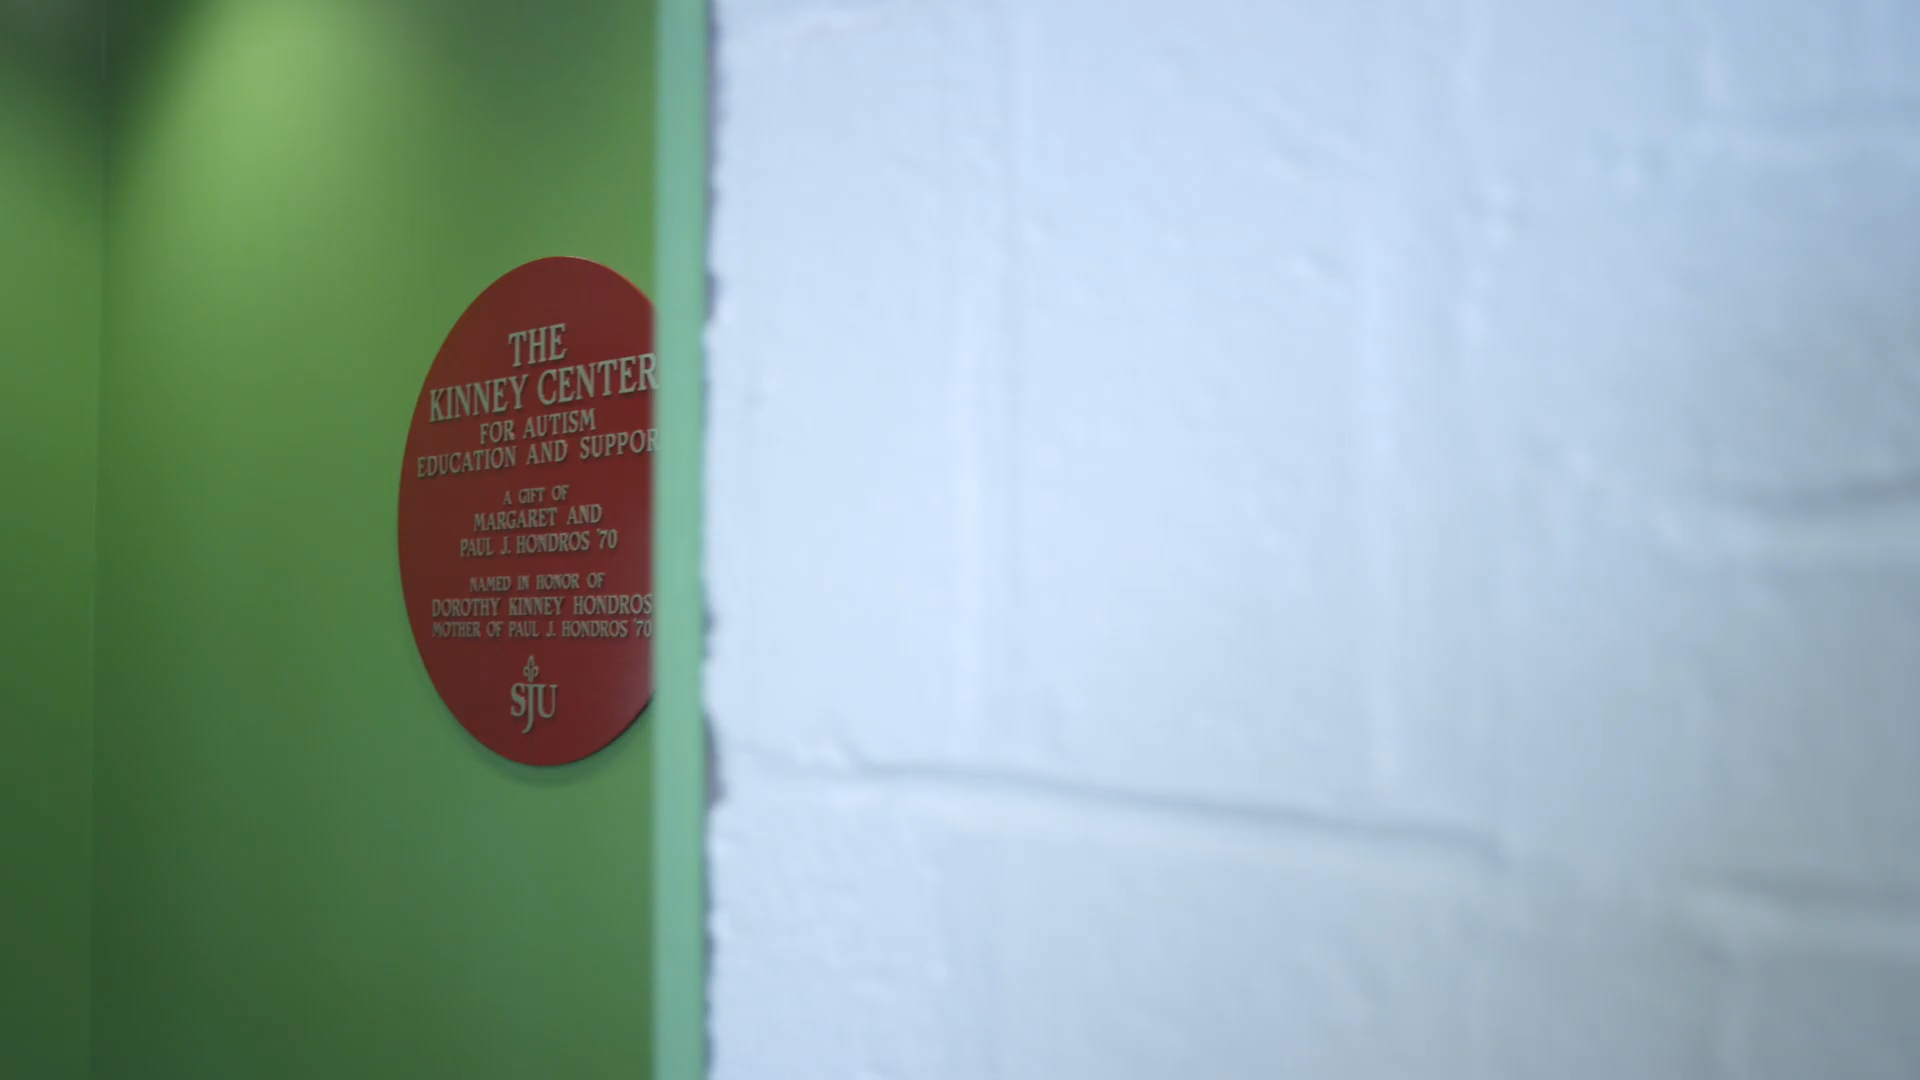 THE
KINNEY CENTER
FOR AUTISM
EDUCATION AND SUPPOR
A GIFT OF
MARGARET AND
PAUL J. HONDROS '70
NAMED IN HONOR OF
DOROTHY KINNEY HONDROS
MOTHER OF PAUL J. HONDROS '70
SJU